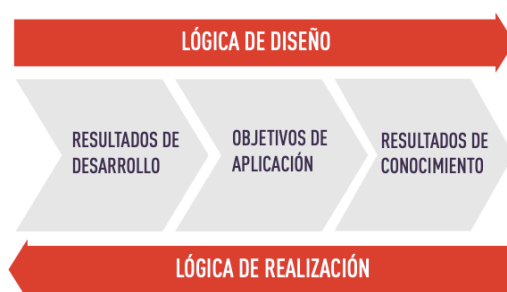 LÓGICA DE DISEÑO
RESULTADOS DE
DESARROLLO
OBJETIVOS DE
APLICACIÓN
RESULTADOS DE
CONOCIMIENTO
LÓGICA DE REALIZACIÓN